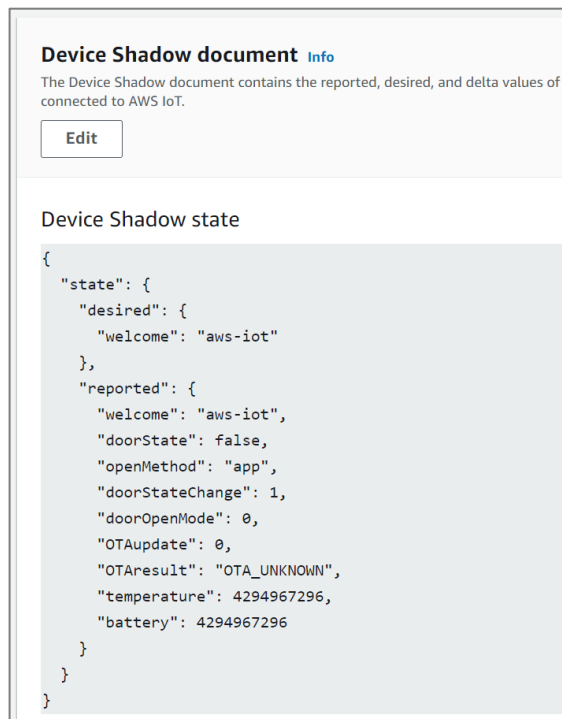 Device Shadow document Info
The Device Shadow document contains the reported, desired, and delta values of
connected to AWS IoT.
Edit
Device Shadow state
{
  "state": {
    "desired": {
      "welcome": "aws-iot"
    },
    "reported": {
      "welcome": "aws-iot",
      "doorState": false,
      "openMethod": "app",
      "doorStateChange": 1,
      "doorOpenMode": 0,
      "OTAupdate": 0,
      "OTAresult": "OTA_UNKNOWN",
      "temperature": 4294967296,
      "battery": 4294967296
    }
  }
}